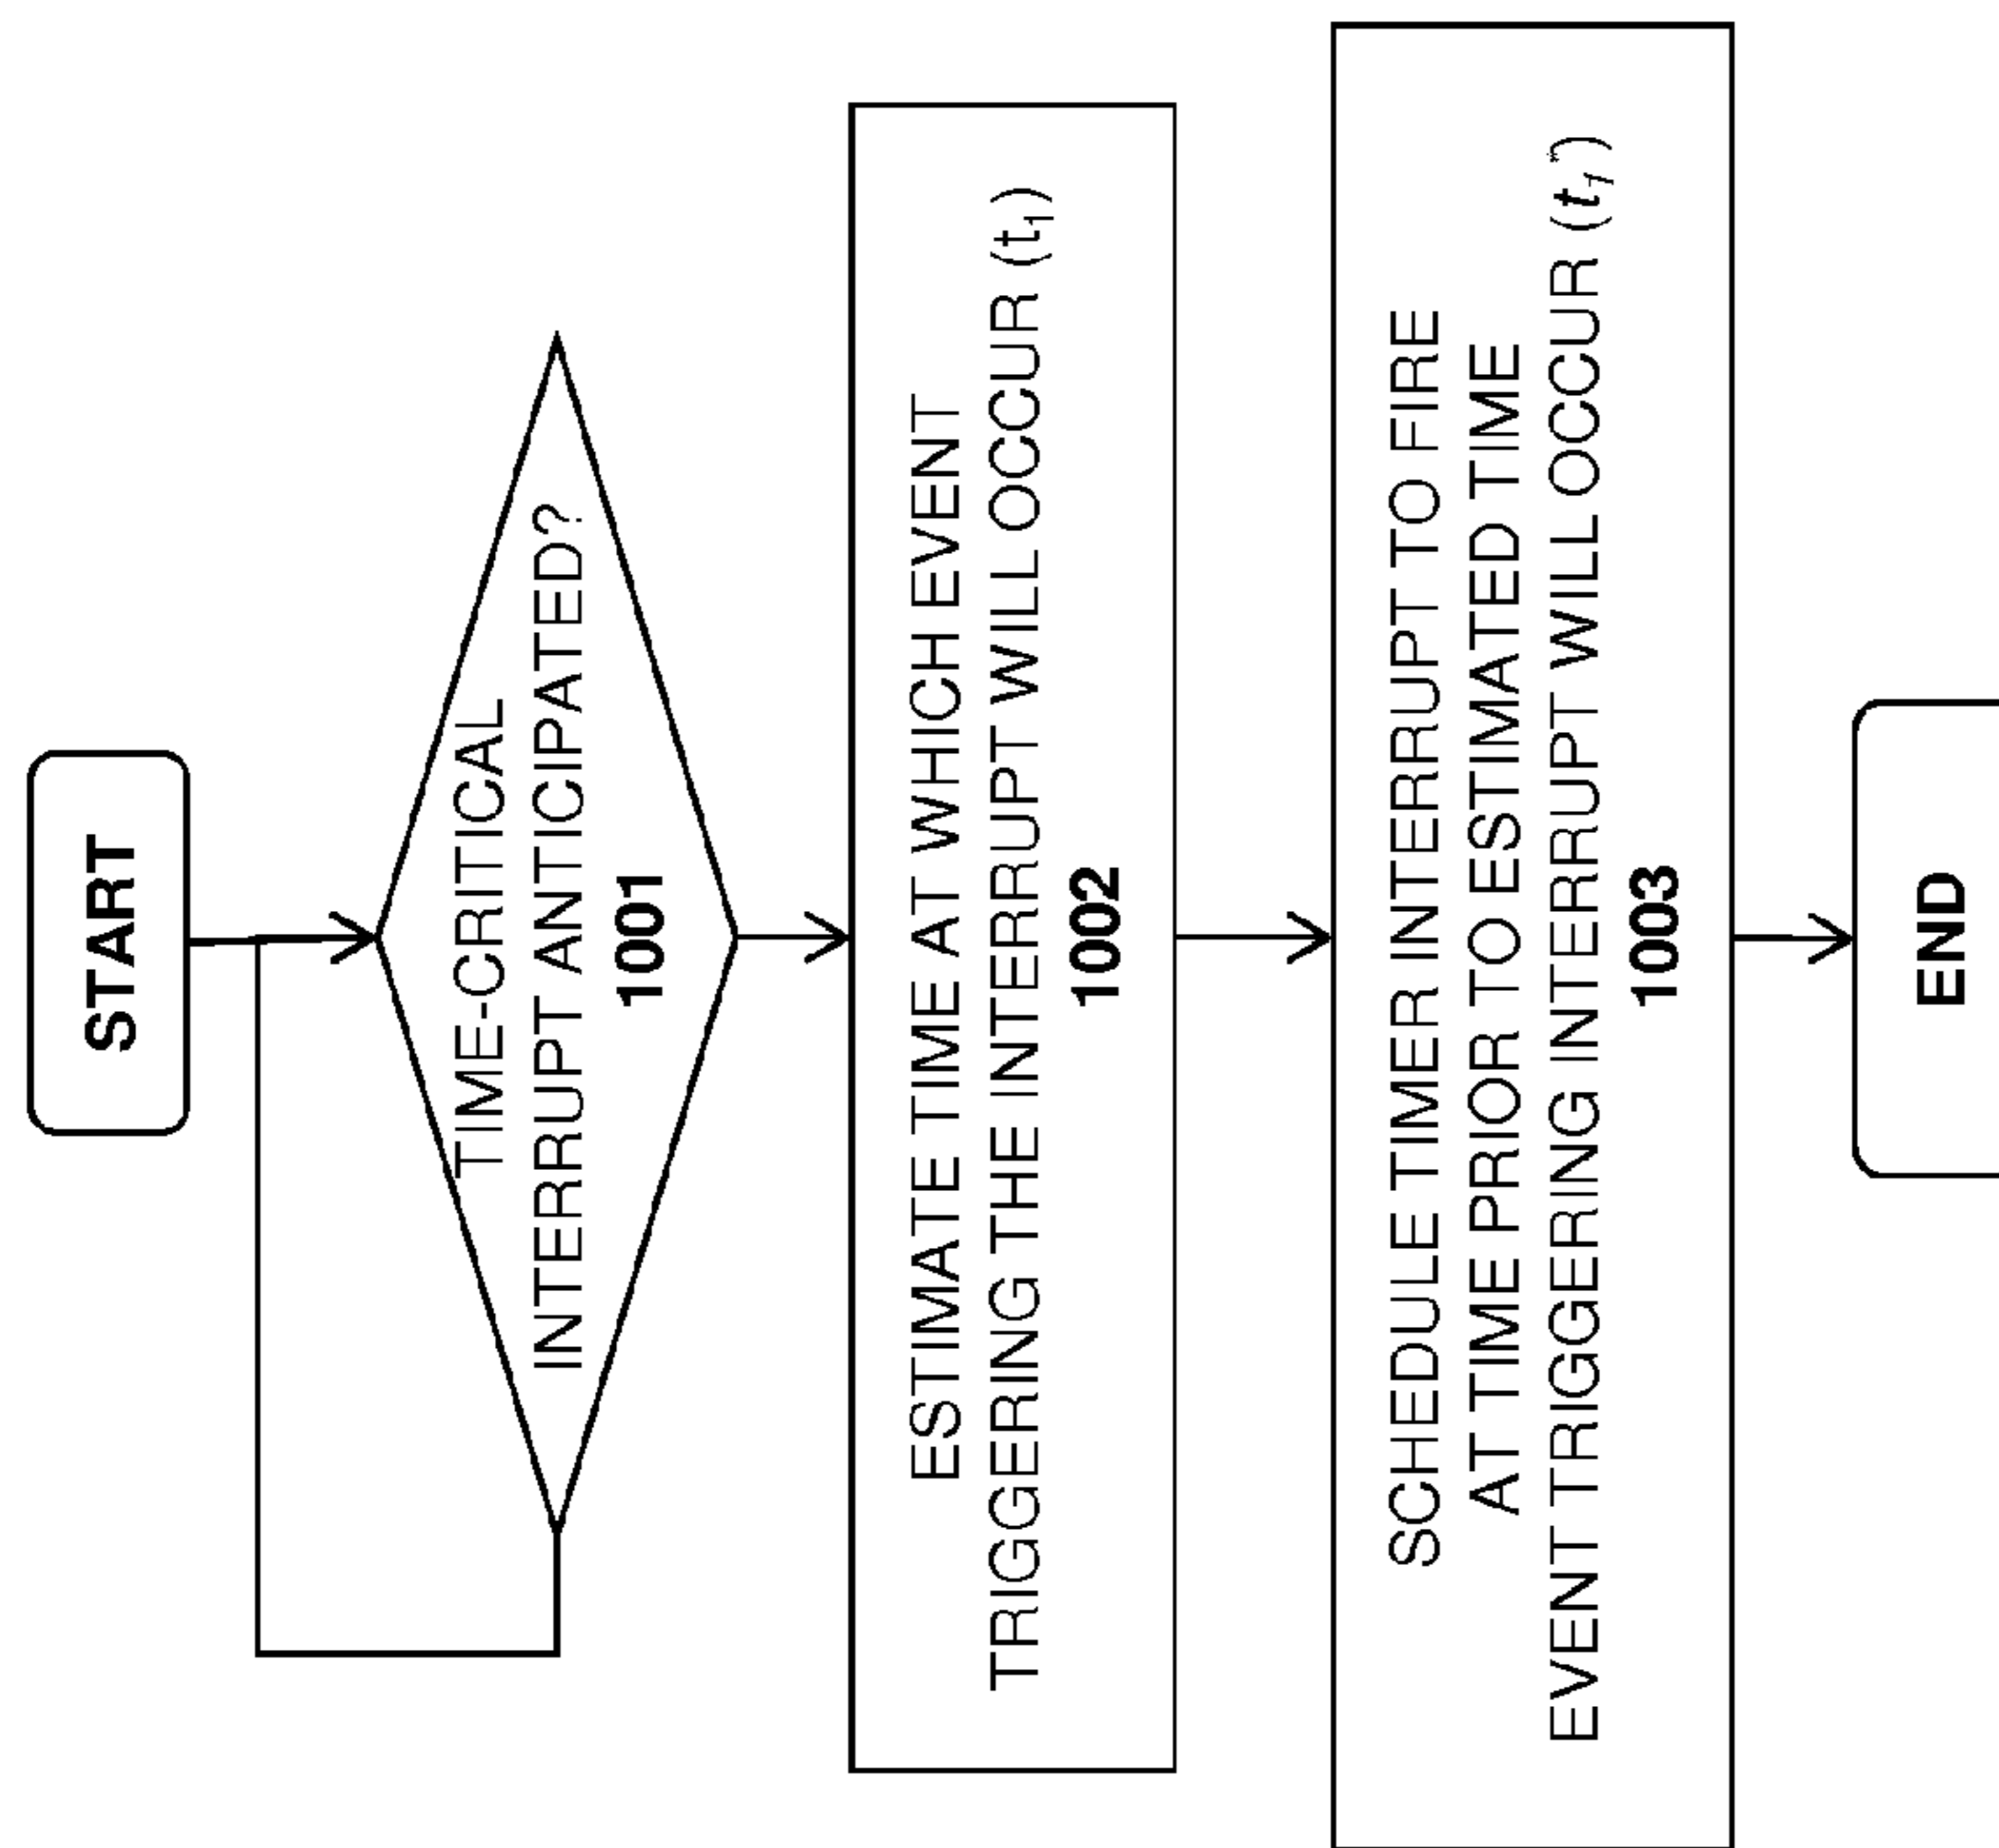 START
TIME-CRITICAL
INTERRUPT ANTICIPATED?
1001
ESTIMATE TIME AT WHICH EVENT
TRIGGERING THE INTERRUPT WILL OCCUR (t₁)
1002
SCHEDULE TIMER INTERRUPT TO FIRE
AT TIME PRIOR TO ESTIMATED TIME
EVENT TRIGGERING INTERRUPT WILL OCCUR (t₁*)
1003
END